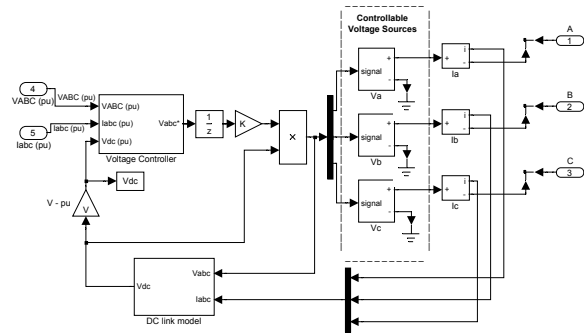 Controllable
Voltage Sources
A
1
4
VABC (pu)
VABC (pu)
VABC (pu)
5
Iabc (pu)
Iabc (pu)
Iabc (pu)
Vdc (pu)
Vabc*
Voltage Controller
1
z
K
×
signal
+
-
Va
+
i
-
Ia
B
2
signal
+
-
Vb
+
i
-
Ib
C
3
signal
+
-
Vc
+
i
-
Ic
Vdc
V - pu
V
Vdc
Vabc
Iabc
DC link model